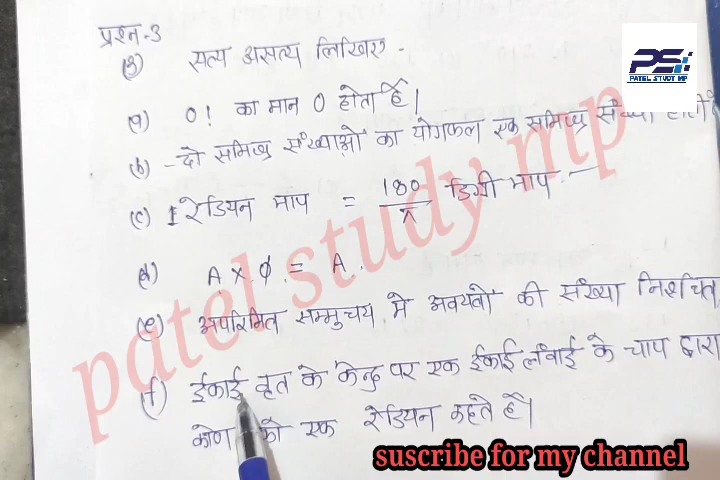 प्रश्न-3
(3) सत्य असत्य लिखिए -
(a) 0! का मान 0 होता है।
(b) - दो समिश्र संख्याओं का योगफल एक समिश्र संख्या होती
(c) 1 रेडियन माप = 180/π डिग्री माप -
(d) A × φ = A.
(e) अपरिमित सम्मुचय में अवयवों की संख्या निश्चित
(f) ईकाई वृत के केन्द्र पर एक ईकाई लंबाई के चाप द्वारा
कोण को एक रेडियन कहते है।
PS
PATEL STUDY MP
patel study mp
suscribe for my channel